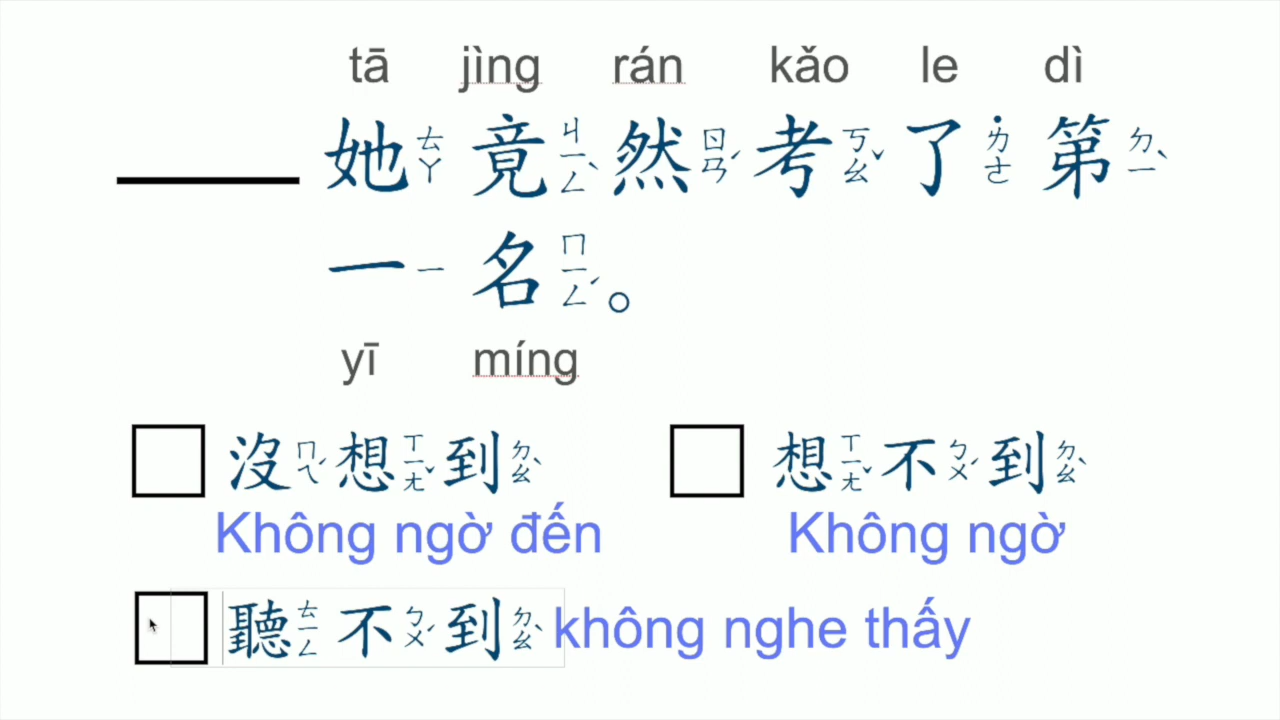 tā jìng rán kǎo le dì
她ㄊㄚ 竟ㄐㄧㄥˋ 然ㄖㄢˊ 考ㄎㄠˇ 了˙ㄌㄜ 第ㄉㄧˋ
一ㄧ 名ㄇㄧㄥˊ 。
yī míng
沒ㄇㄟˊ 想ㄒㄧㄤˇ 到ㄉㄠˋ
想ㄒㄧㄤˇ 不ㄅㄨˊ 到ㄉㄠˋ
Không ngờ đến
Không ngờ
聽ㄊㄧㄥ 不ㄅㄨˊ 到ㄉㄠˋ không nghe thấy